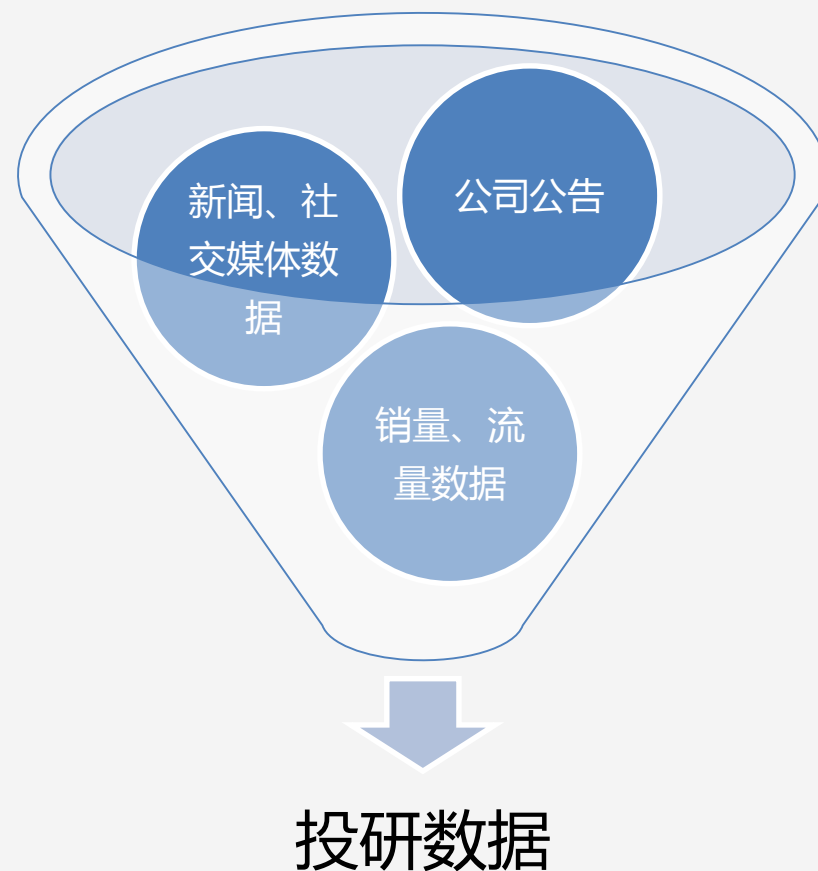 新闻、社
交媒体数
据
公司公告
销量、流
量数据
投研数据